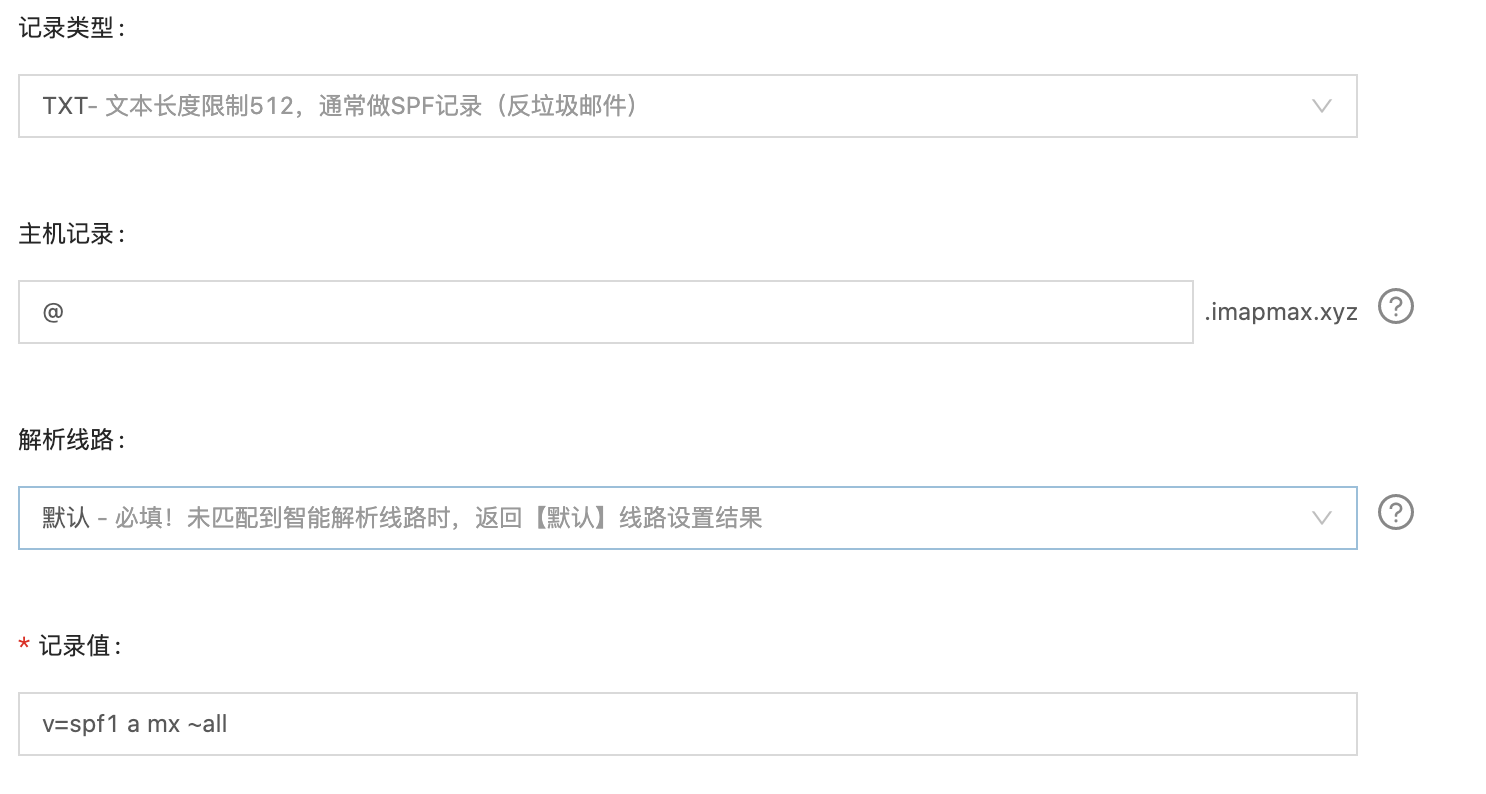 记录类型：
TXT- 文本长度限制512，通常做SPF记录（反垃圾邮件）
主机记录：
@
.imapmax.xyz
?
解析线路：
默认 - 必填！未匹配到智能解析线路时，返回【默认】线路设置结果
?
* 记录值：
v=spf1 a mx ~all